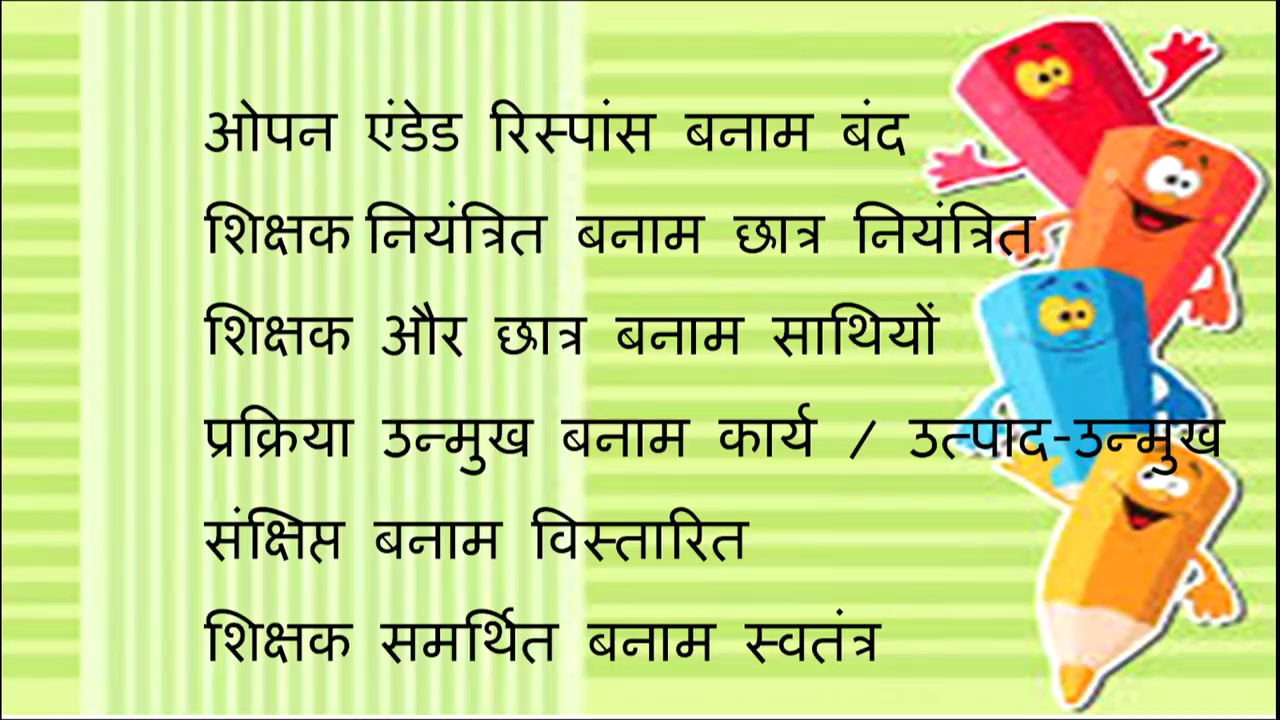 ओपन एंडेड रिस्पांस बनाम बंद
शिक्षक नियंत्रित बनाम छात्र नियंत्रित
शिक्षक और छात्र बनाम साथियों
प्रक्रिया उन्मुख बनाम कार्य / उत्पाद-उन्मुख
संक्षिप्त बनाम विस्तारित
शिक्षक समर्थित बनाम स्वतंत्र